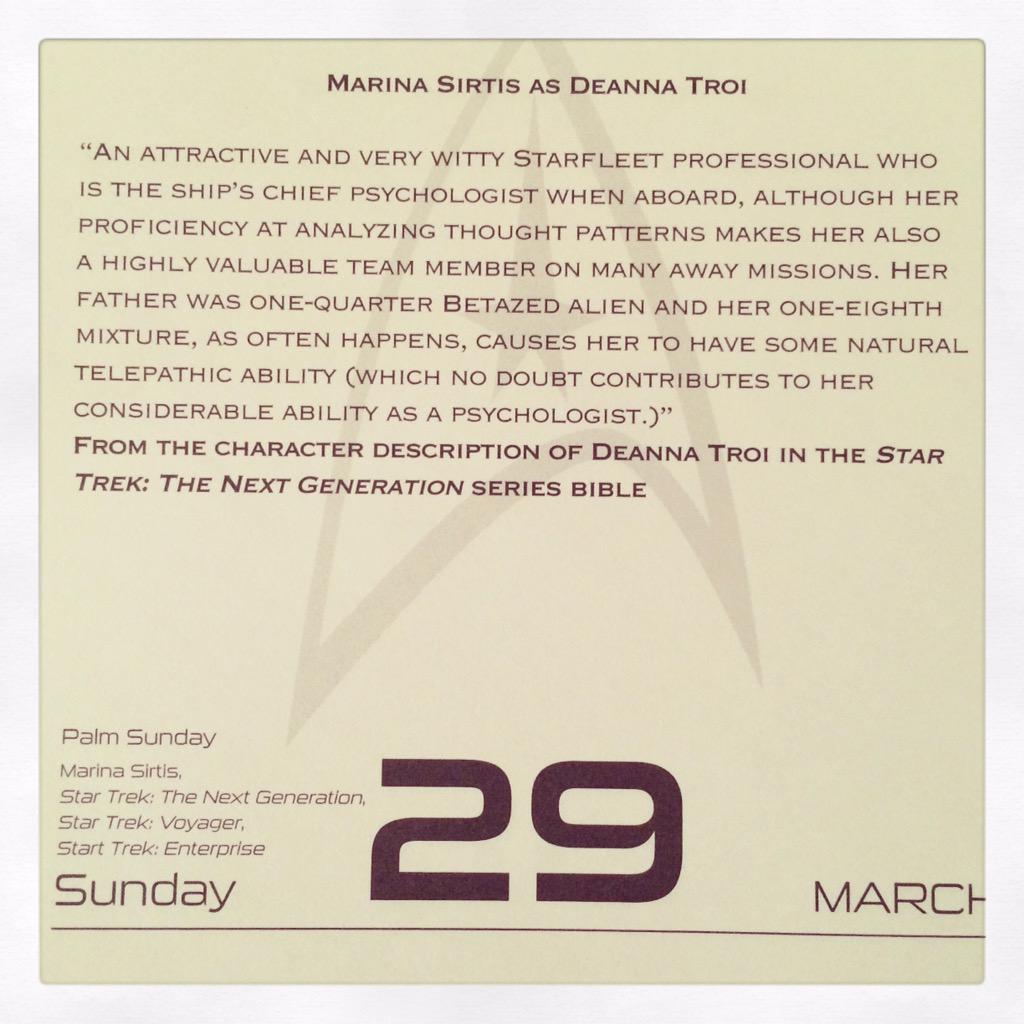 Marina Sirtis as Deanna Troi
“An attractive and very witty Starfleet professional who
is the ship’s chief psychologist when aboard, although her
proficiency at analyzing thought patterns makes her also
a highly valuable team member on many away missions. Her
father was one-quarter Betazed alien and her one-eighth
mixture, as often happens, causes her to have some natural
telepathic ability (which no doubt contributes to her
considerable ability as a psychologist.)”
From the character description of Deanna Troi in the Star
Trek: The Next Generation series bible
Palm Sunday
Marina Sirtis,
Star Trek: The Next Generation,
Star Trek: Voyager,
Start Trek: Enterprise
Sunday
29
MARCH